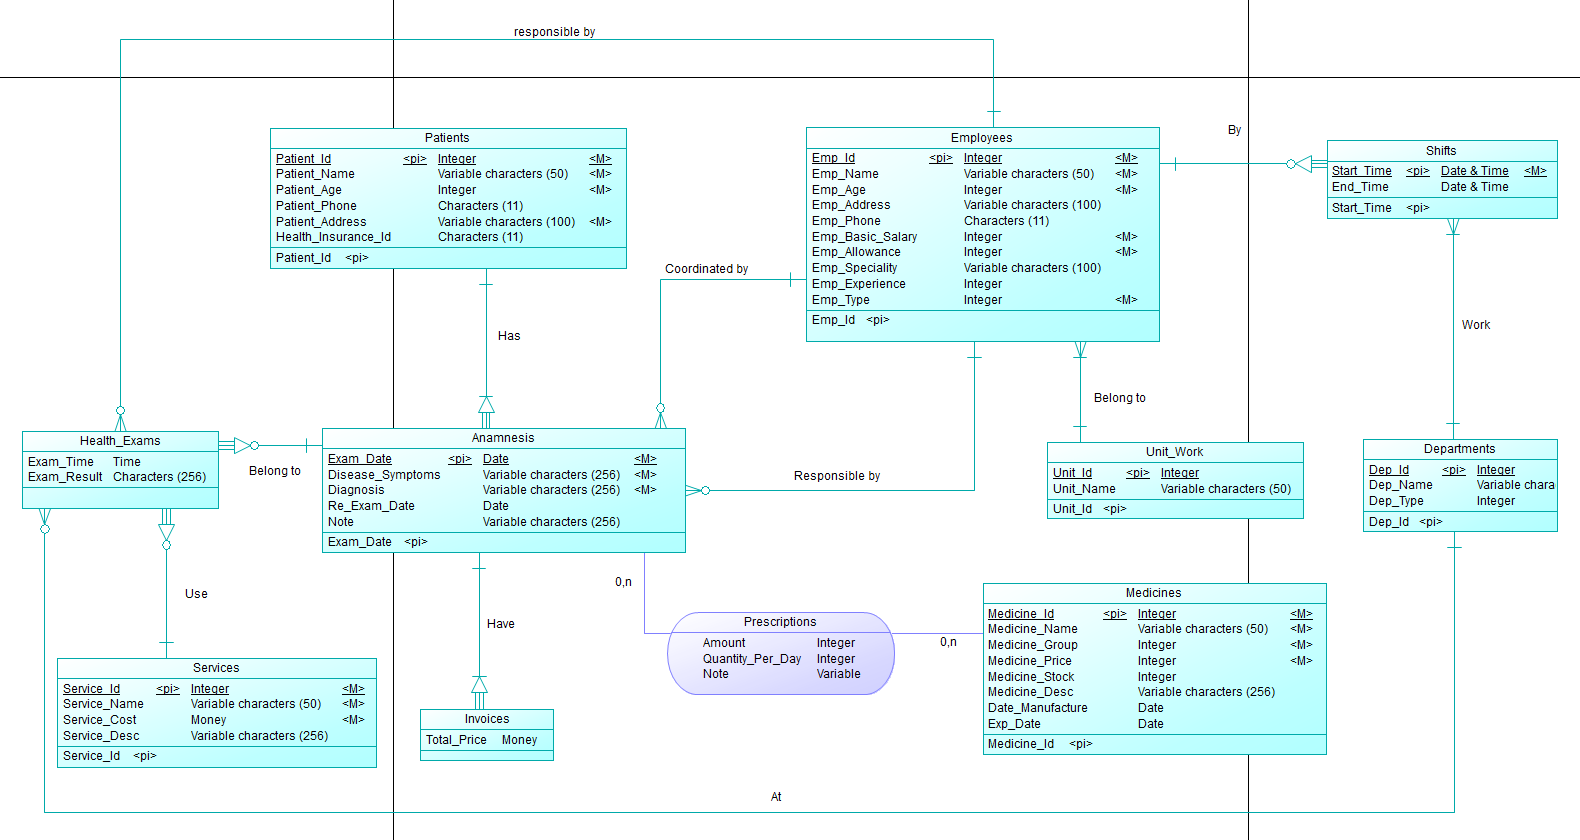 responsible by
Patients
Patient_Id <pi> Integer <M>
Patient_Name Variable characters (50) <M>
Patient_Age Integer <M>
Patient_Phone Characters (11)
Patient_Address Variable characters (100) <M>
Health_Insurance_Id Characters (11)
Patient_Id <pi>
Employees
Emp_Id <pi> Integer <M>
Emp_Name Variable characters (50) <M>
Emp_Age Integer <M>
Emp_Address Variable characters (100)
Emp_Phone Characters (11)
Emp_Basic_Salary Integer <M>
Emp_Allowance Integer <M>
Emp_Speciality Variable characters (100)
Emp_Experience Integer
Emp_Type Integer <M>
Emp_Id <pi>
By
Shifts
Start_Time <pi> Date & Time <M>
End_Time Date & Time
Start_Time <pi>
Coordinated by
Has
Work
Belong to
Health_Exams
Exam_Time Time
Exam_Result Characters (256)
Belong to
Anamnesis
Exam_Date <pi> Date <M>
Disease_Symptoms Variable characters (256) <M>
Diagnosis Variable characters (256) <M>
Re_Exam_Date Date
Note Variable characters (256)
Exam_Date <pi>
Responsible by
Unit_Work
Unit_Id <pi> Integer
Unit_Name Variable characters (50)
Unit_Id <pi>
Departments
Dep_Id <pi> Integer
Dep_Name Variable chara
Dep_Type Integer
Dep_Id <pi>
Use
Have
0,n
Prescriptions
Amount Integer
Quantity_Per_Day Integer
Note Variable
0,n
Medicines
Medicine_Id <pi> Integer <M>
Medicine_Name Variable characters (50) <M>
Medicine_Group Integer <M>
Medicine_Price Integer <M>
Medicine_Stock Integer
Medicine_Desc Variable characters (256)
Date_Manufacture Date
Exp_Date Date
Medicine_Id <pi>
Services
Service_Id <pi> Integer <M>
Service_Name Variable characters (50) <M>
Service_Cost Money <M>
Service_Desc Variable characters (256)
Service_Id <pi>
Invoices
Total_Price Money
At